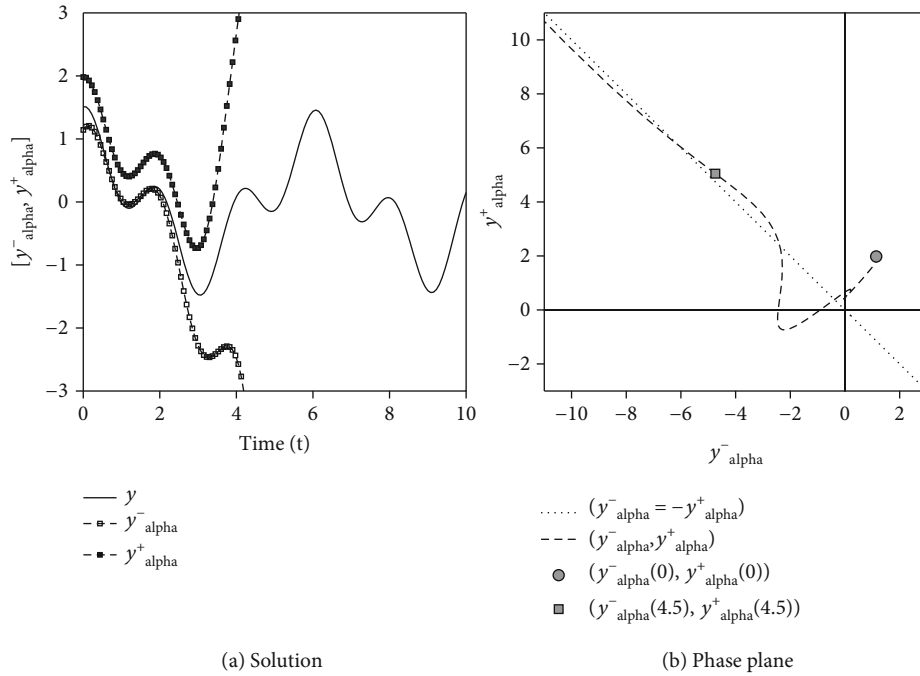 3
2
1
0
−1
−2
−3
[y⁻alpha, y⁺alpha]
0 2 4 6 8 10
Time (t)
y
y⁻alpha
y⁺alpha
(a) Solution
10
8
6
4
2
0
−2
y⁺alpha
−10 −8 −6 −4 −2 0 2
y⁻alpha
(y⁻alpha = −y⁺alpha)
(y⁻alpha, y⁺alpha)
(y⁻alpha(0), y⁺alpha(0))
(y⁻alpha(4.5), y⁺alpha(4.5))
(b) Phase plane